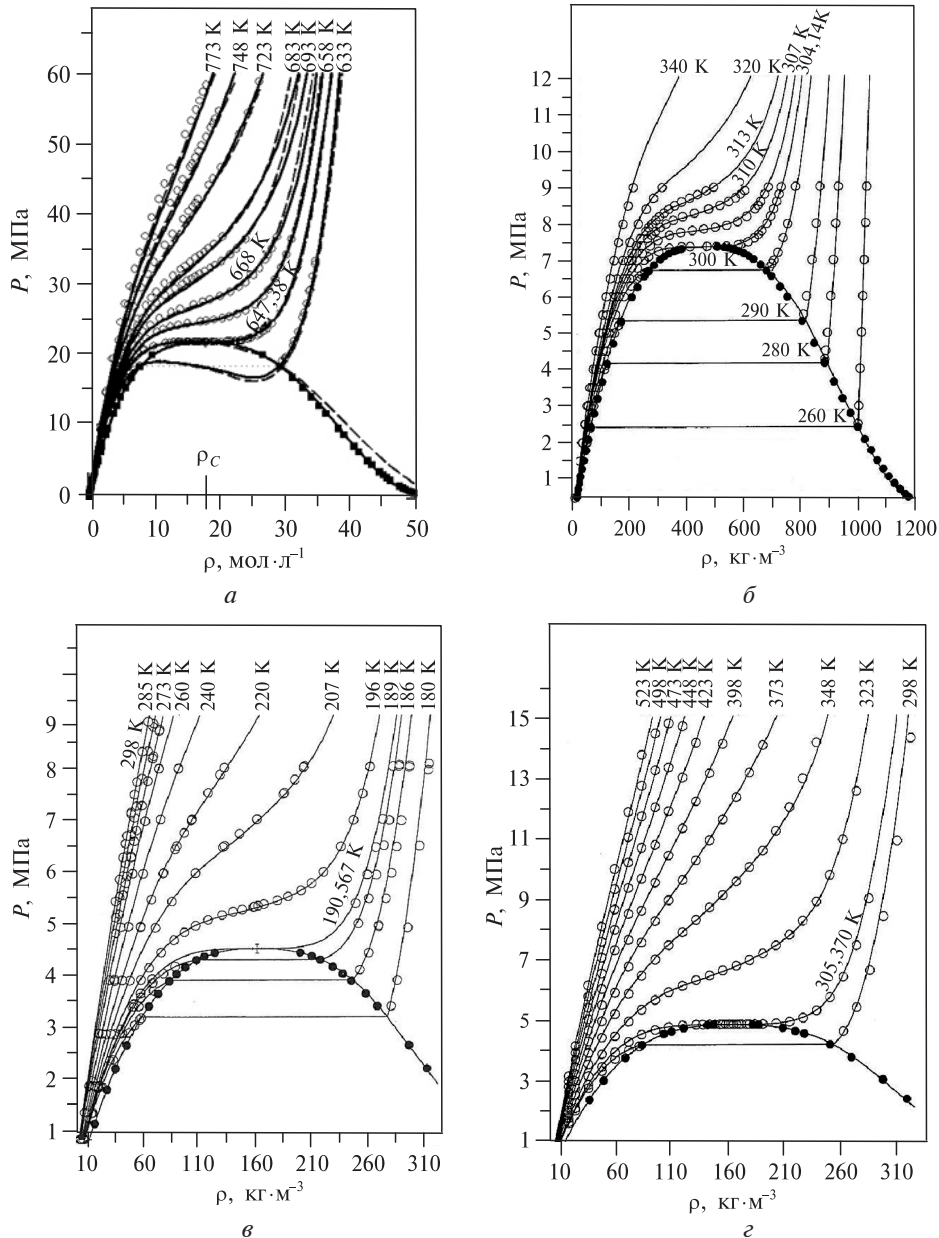 773 K
748 K
723 K
683 K
693 K
658 K
633 K
60
50
40
30
20
10
0
P, МПа
668 K
647,38 K
ρC
0
10
20
30
40
50
ρ, мол·л⁻¹
а
340 K
320 K
307 K
304,14K
313 K
310 K
300 K
290 K
280 K
260 K
12
11
10
9
8
7
6
5
4
3
2
1
P, МПа
0
200
400
600
800
1000
1200
ρ, кг·м⁻³
б
298 K
285 K
273 K
260 K
240 K
220 K
207 K
196 K
189 K
186 K
180 K
190,567 K
9
8
7
6
5
4
3
2
1
P, МПа
10
60
110
160
210
260
310
ρ, кг·м⁻³
в
523 K
498 K
473 K
448 K
423 K
398 K
373 K
348 K
323 K
298 K
305,370 K
15
13
11
9
7
5
3
1
P, МПа
10
60
110
160
210
260
310
ρ, кг·м⁻³
г